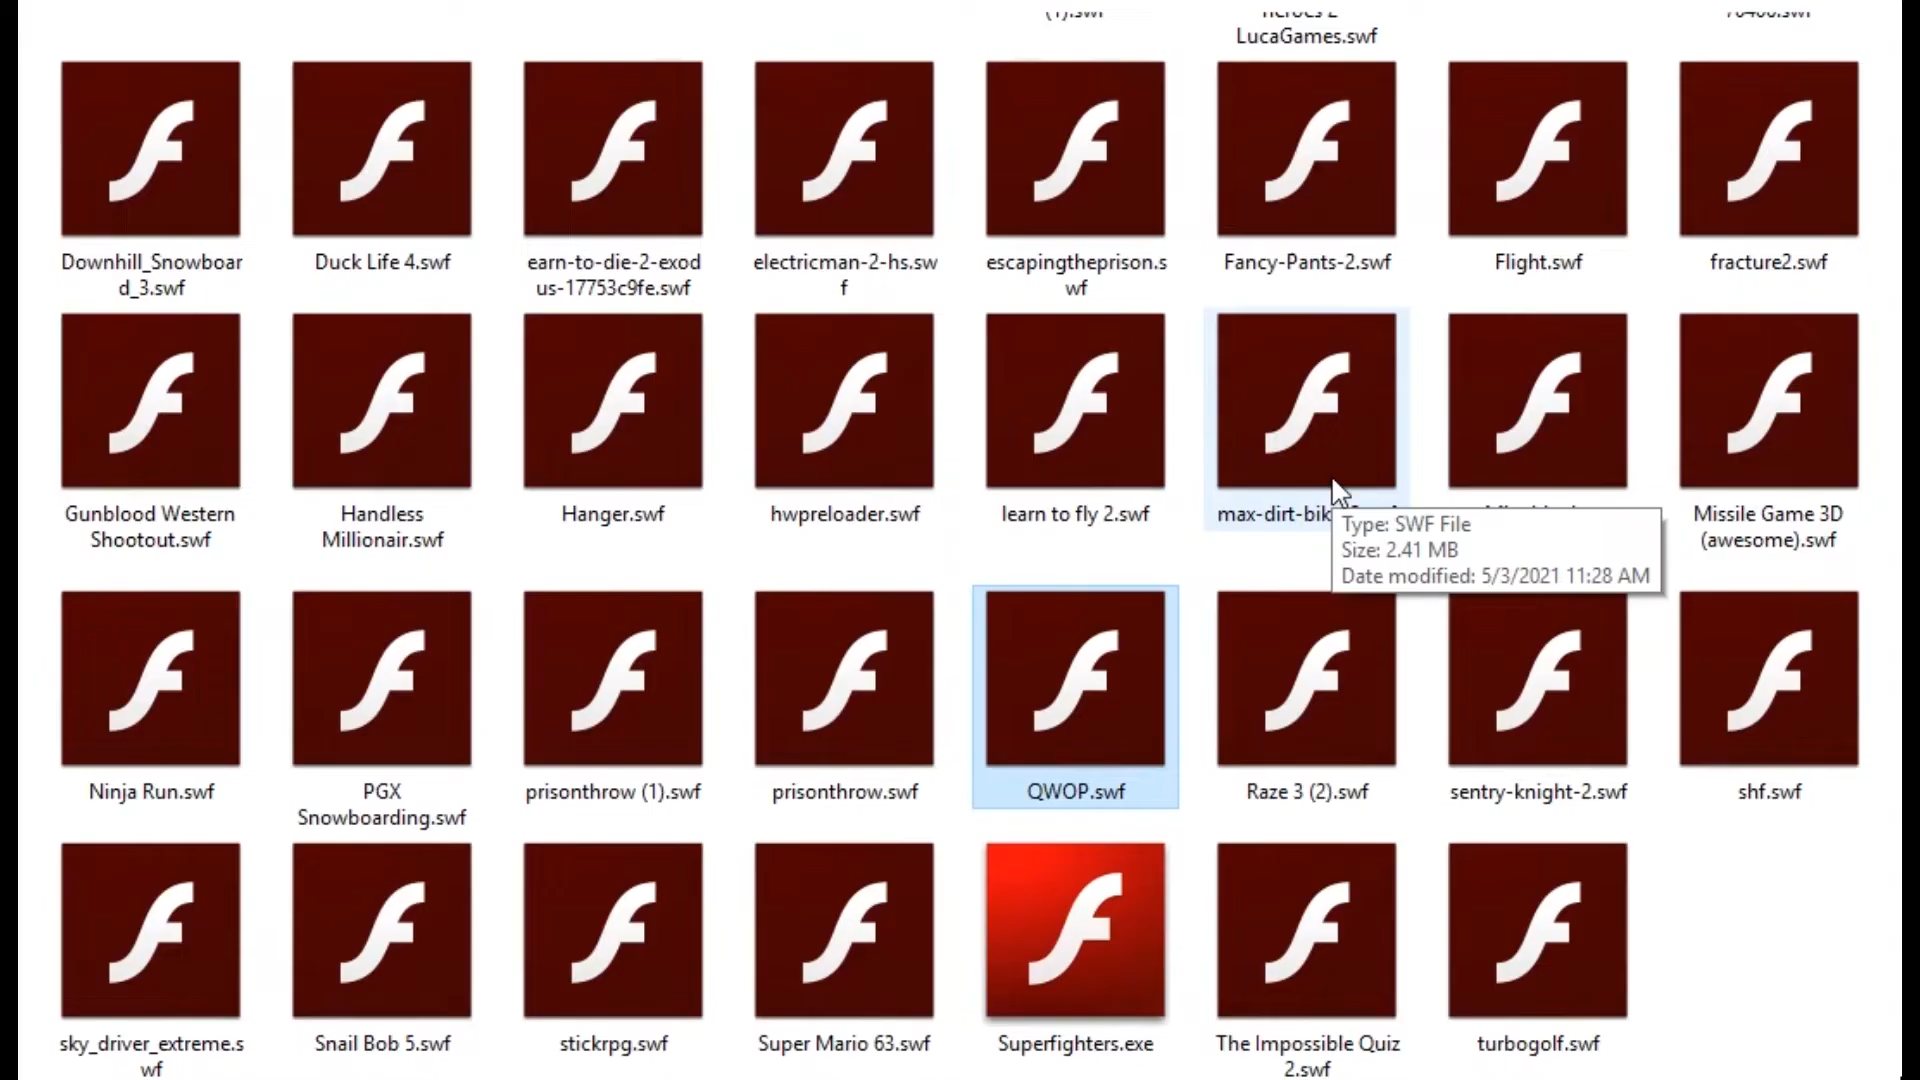 LucaGames.swf
Downhill_Snowboar
d_3.swf
Duck Life 4.swf
earn-to-die-2-exod
us-17753c9fe.swf
electricman-2-hs.sw
f
escapingtheprison.s
wf
Fancy-Pants-2.swf
Flight.swf
fracture2.swf
Gunblood Western
Shootout.swf
Handless
Millionair.swf
Hanger.swf
hwpreloader.swf
learn to fly 2.swf
max-dirt-bik
Type: SWF File
Size: 2.41 MB
Date modified: 5/3/2021 11:28 AM
Missile Game 3D
(awesome).swf
Ninja Run.swf
PGX
Snowboarding.swf
prisonthrow (1).swf
prisonthrow.swf
QWOP.swf
Raze 3 (2).swf
sentry-knight-2.swf
shf.swf
sky_driver_extreme.s
wf
Snail Bob 5.swf
stickrpg.swf
Super Mario 63.swf
Superfighters.exe
The Impossible Quiz
2.swf
turbogolf.swf